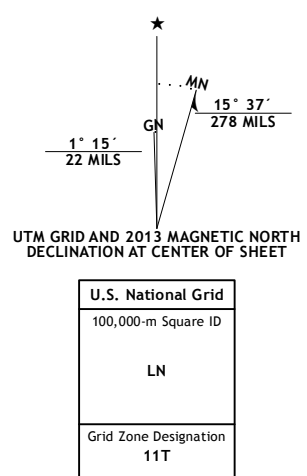 ★
MN
GN
15° 37´
278 MILS
1° 15´
22 MILS
UTM GRID AND 2013 MAGNETIC NORTH
DECLINATION AT CENTER OF SHEET
U.S. National Grid
100,000-m Square ID
LN
Grid Zone Designation
11T